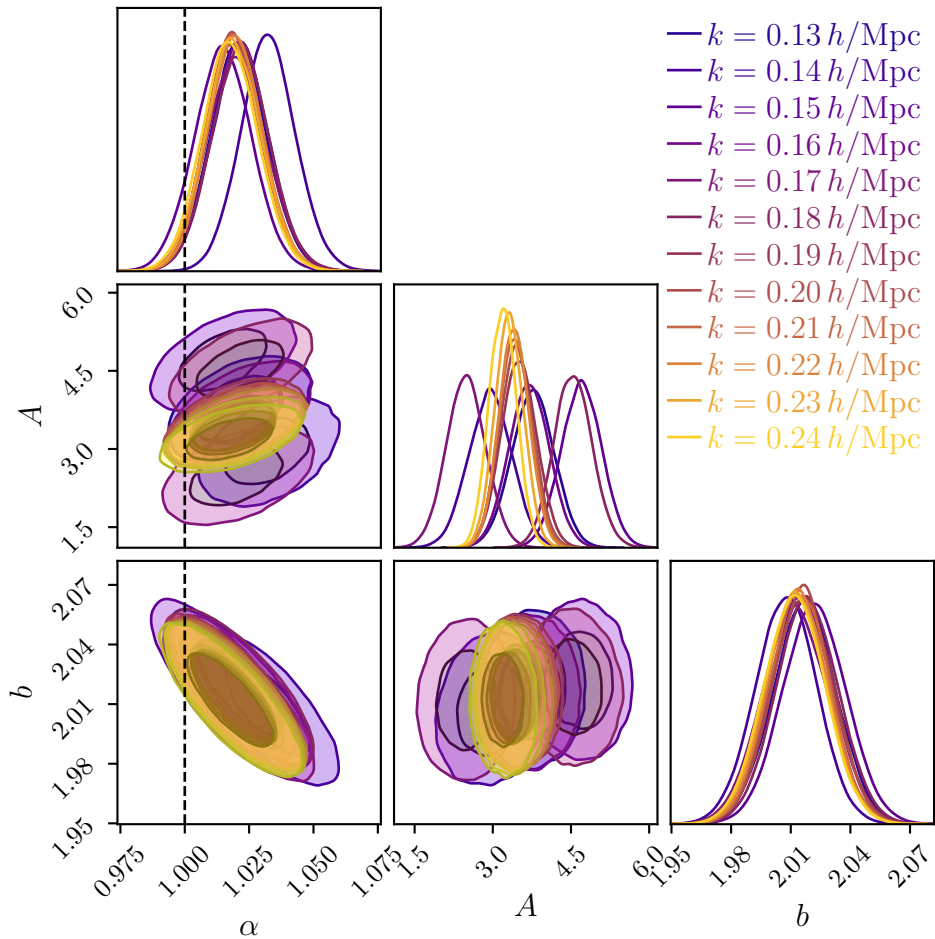 k = 0.13 h/Mpc
k = 0.14 h/Mpc
k = 0.15 h/Mpc
k = 0.16 h/Mpc
k = 0.17 h/Mpc
k = 0.18 h/Mpc
k = 0.19 h/Mpc
k = 0.20 h/Mpc
k = 0.21 h/Mpc
k = 0.22 h/Mpc
k = 0.23 h/Mpc
k = 0.24 h/Mpc
6.0
4.5
3.0
1.5
A
2.07
2.04
2.01
1.98
1.95
b
0.975 1.000 1.025 1.050 1.075
α
1.5 3.0 4.5 6.0
A
1.95 1.98 2.01 2.04 2.07
b